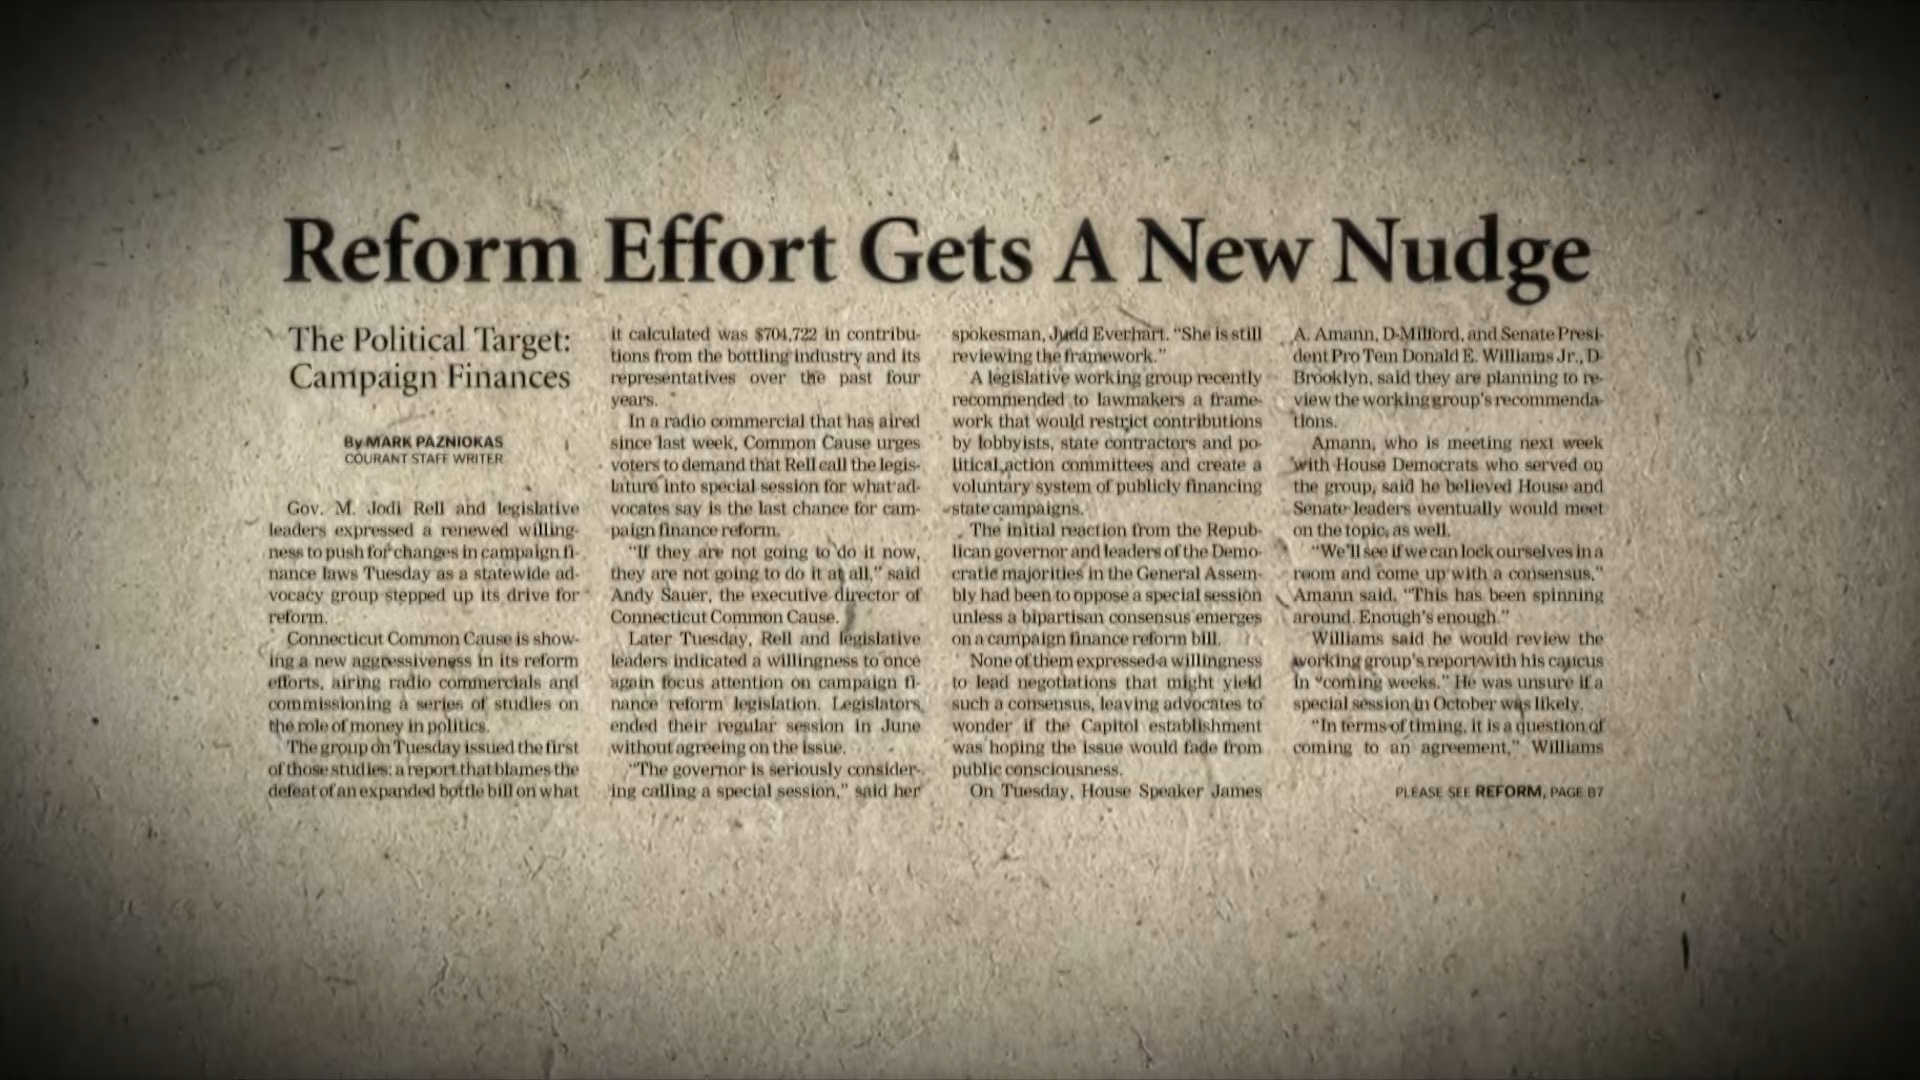 Reform Effort Gets A New Nudge
The Political Target:
Campaign Finances
By MARK PAZNIOKAS
COURANT STAFF WRITER
Gov. M. Jodi Rell and legislative
leaders expressed a renewed willing-
ness to push for changes in campaign fi-
nance laws Tuesday as a statewide ad-
vocacy group stepped up its drive for
reform.
Connecticut Common Cause is show-
ing a new aggressiveness in its reform
efforts, airing radio commercials and
commissioning a series of studies on
the role of money in politics.
The group on Tuesday issued the first
of those studies: a report that blames the
defeat of an expanded bottle bill on what
it calculated was $704,722 in contribu-
tions from the bottling industry and its
representatives over the past four
years.
In a radio commercial that has aired
since last week, Common Cause urges
voters to demand that Rell call the legis-
lature into special session for what ad-
vocates say is the last chance for cam-
paign finance reform.
"If they are not going to do it now,
they are not going to do it at all," said
Andy Sauer, the executive director of
Connecticut Common Cause.
Later Tuesday, Rell and legislative
leaders indicated a willingness to once
again focus attention on campaign fi-
nance reform legislation. Legislators
ended their regular session in June
without agreeing on the issue.
"The governor is seriously consider-
ing calling a special session," said her
spokesman, Judd Everhart. "She is still
reviewing the framework."
A legislative working group recently
recommended to lawmakers a frame-
work that would restrict contributions
by lobbyists, state contractors and po-
litical action committees and create a
voluntary system of publicly financing
state campaigns.
The initial reaction from the Repub-
lican governor and leaders of the Demo-
cratic majorities in the General Assem-
bly had been to oppose a special session
unless a bipartisan consensus emerges
on a campaign finance reform bill.
None of them expressed a willingness
to lead negotiations that might yield
such a consensus, leaving advocates to
wonder if the Capitol establishment
was hoping the issue would fade from
public consciousness.
On Tuesday, House Speaker James
A. Amann, D-Milford, and Senate Presi-
dent Pro Tem Donald E. Williams Jr., D-
Brooklyn, said they are planning to re-
view the working group's recommenda-
tions.
Amann, who is meeting next week
with House Democrats who served on
the group, said he believed House and
Senate leaders eventually would meet
on the topic, as well.
"We'll see if we can lock ourselves in a
room and come up with a consensus,"
Amann said. "This has been spinning
around. Enough's enough."
Williams said he would review the
working group's report with his caucus
in "coming weeks." He was unsure if a
special session in October was likely.
"In terms of timing, it is a question of
coming to an agreement," Williams
PLEASE SEE REFORM, PAGE B7